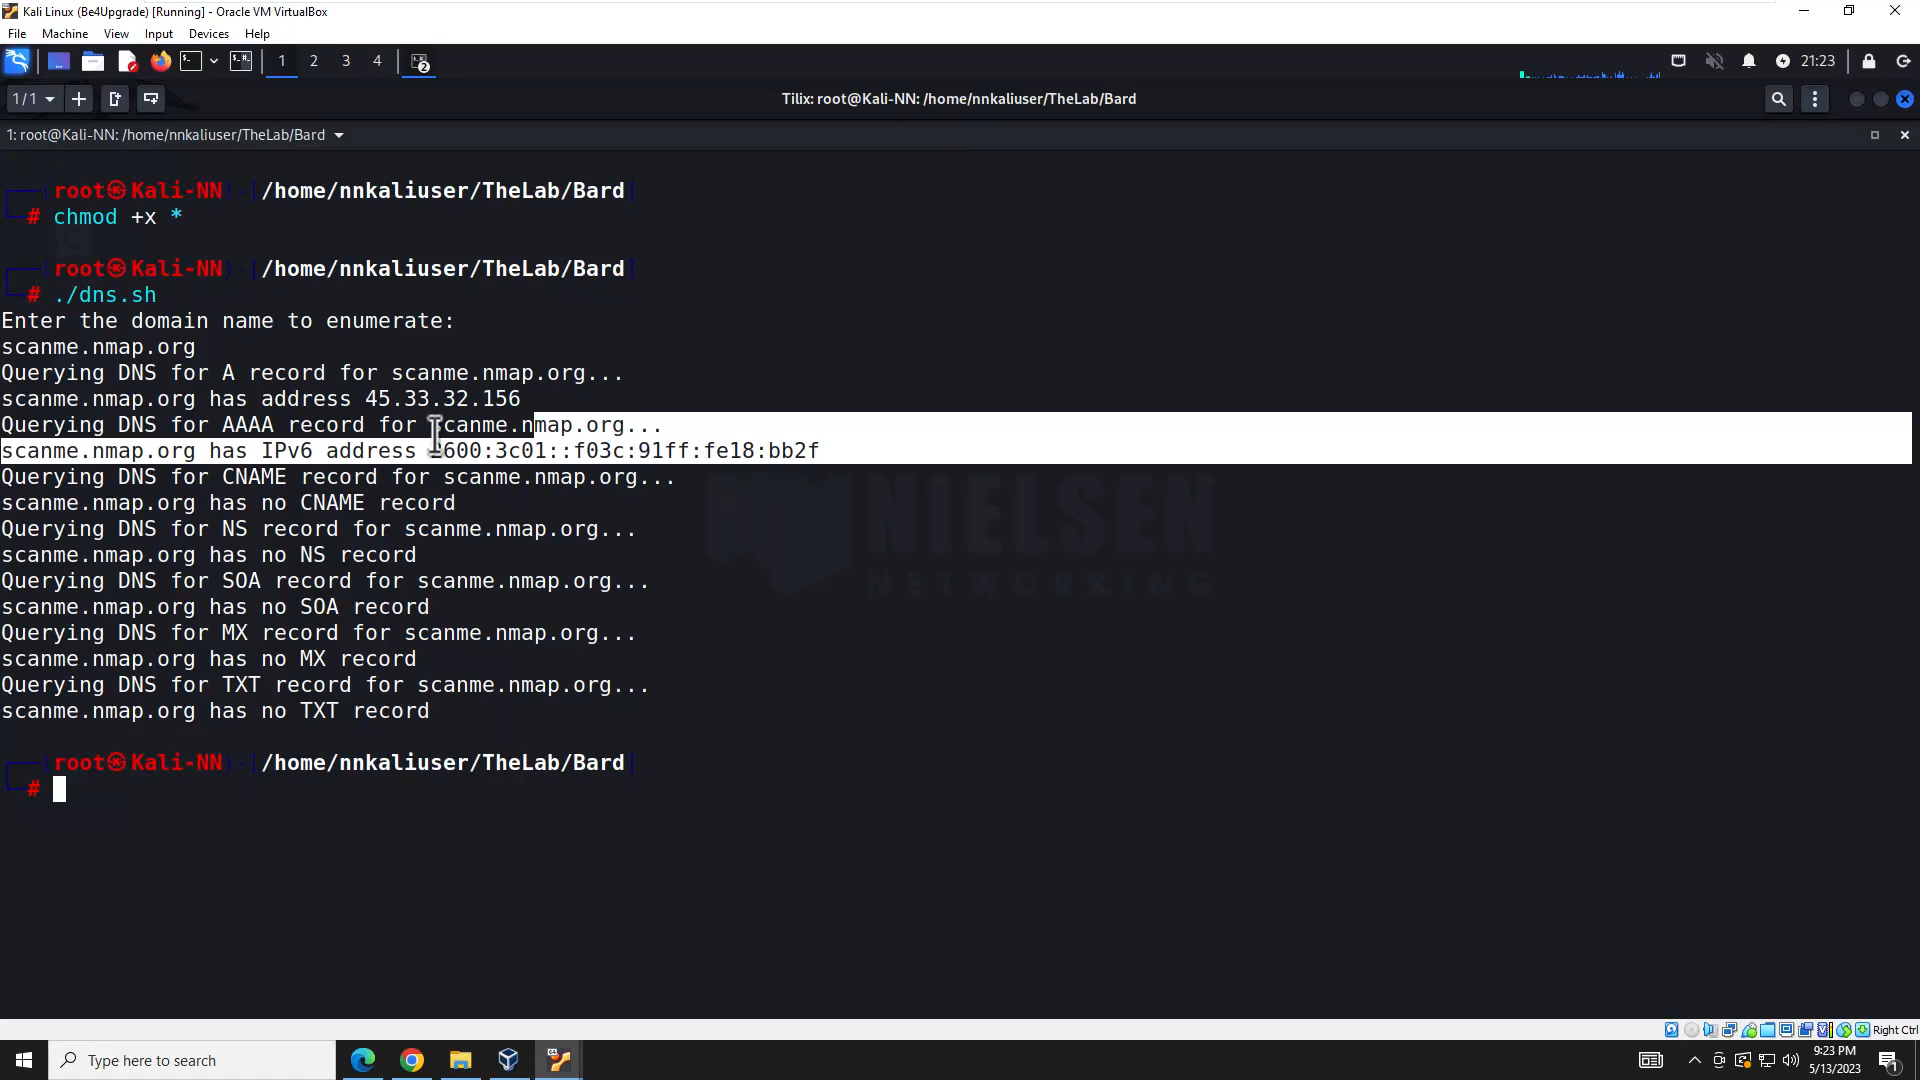 Kali Linux (Be4Upgrade) [Running] - Oracle VM VirtualBox
File Machine View Input Devices Help
1 2 3 4 2 21:23
1/1 Tilix: root@Kali-NN: /home/nnkaliuser/TheLab/Bard
1: root@Kali-NN: /home/nnkaliuser/TheLab/Bard
root㉿Kali-NN)-[/home/nnkaliuser/TheLab/Bard]
# chmod +x *
root㉿Kali-NN)-[/home/nnkaliuser/TheLab/Bard]
# ./dns.sh
Enter the domain name to enumerate:
scanme.nmap.org
Querying DNS for A record for scanme.nmap.org...
scanme.nmap.org has address 45.33.32.156
Querying DNS for AAAA record for scanme.nmap.org...
scanme.nmap.org has IPv6 address 2600:3c01::f03c:91ff:fe18:bb2f
Querying DNS for CNAME record for scanme.nmap.org...
scanme.nmap.org has no CNAME record
Querying DNS for NS record for scanme.nmap.org...
scanme.nmap.org has no NS record
Querying DNS for SOA record for scanme.nmap.org...
scanme.nmap.org has no SOA record
Querying DNS for MX record for scanme.nmap.org...
scanme.nmap.org has no MX record
Querying DNS for TXT record for scanme.nmap.org...
scanme.nmap.org has no TXT record
NIELSEN
NETWORKING
root㉿Kali-NN)-[/home/nnkaliuser/TheLab/Bard]
#
Right Ctrl
Type here to search
9:23 PM
5/13/2023
1